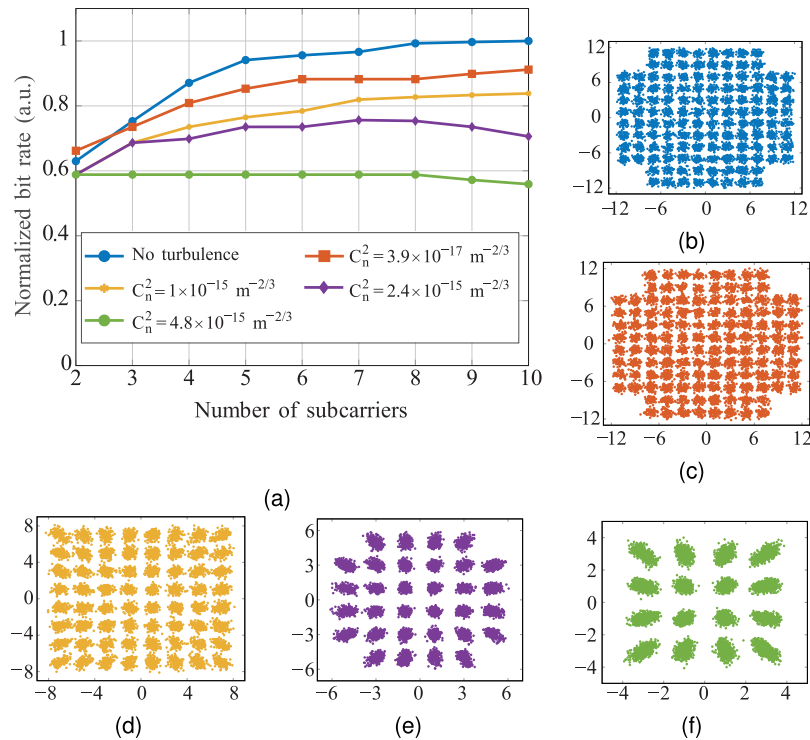 Normalized bit rate (a.u.)
1
0.8
0.6
0.4
0.2
0
No turbulence
C_n^2 = 3.9×10^−17 m^−2/3
C_n^2 = 1×10^−15 m^−2/3
C_n^2 = 2.4×10^−15 m^−2/3
C_n^2 = 4.8×10^−15 m^−2/3
2 3 4 5 6 7 8 9 10
Number of subcarriers
(a)
12
6
0
−6
−12
−12 −6 0 6 12
(b)
12
6
0
−6
−12
−12 −6 0 6 12
(c)
8
4
0
−4
−8
−8 −4 0 4 8
(d)
6
3
0
−3
−6
−3 0 3 6
(e)
4
2
0
−2
−4
−4 −2 0 2 4
(f)